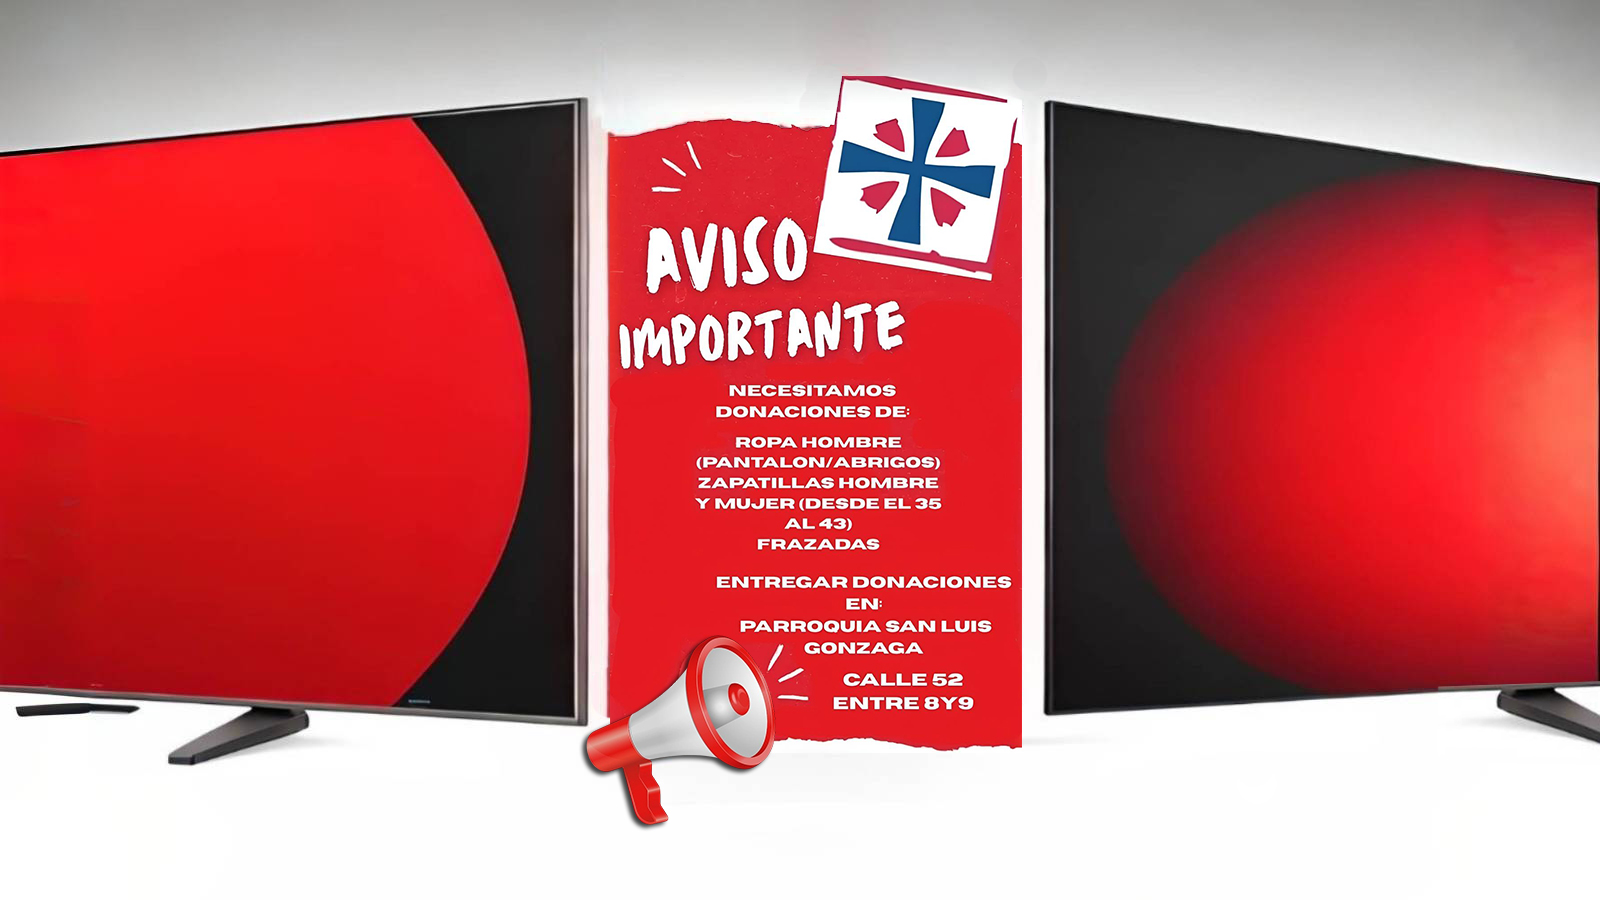 AVISO
IMPORTANTE
NECESITAMOS
DONACIONES DE:
ROPA HOMBRE
(PANTALON/ABRIGOS)
ZAPATILLAS HOMBRE
Y MUJER (DESDE EL 35
AL 43)
FRAZADAS
ENTREGAR DONACIONES
EN:
PARROQUIA SAN LUIS
GONZAGA
CALLE 52
ENTRE 8Y9